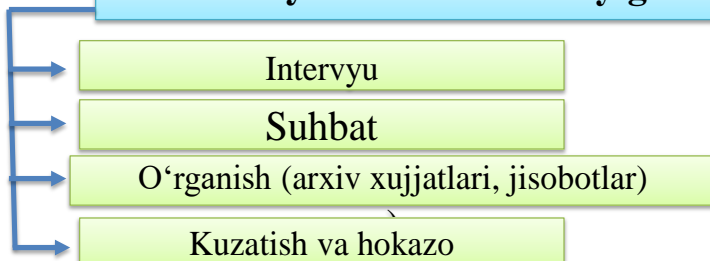 Intervyu
Suhbat
O‘rganish (arxiv xujjatlari, jisobotlar)
Kuzatish va hokazo